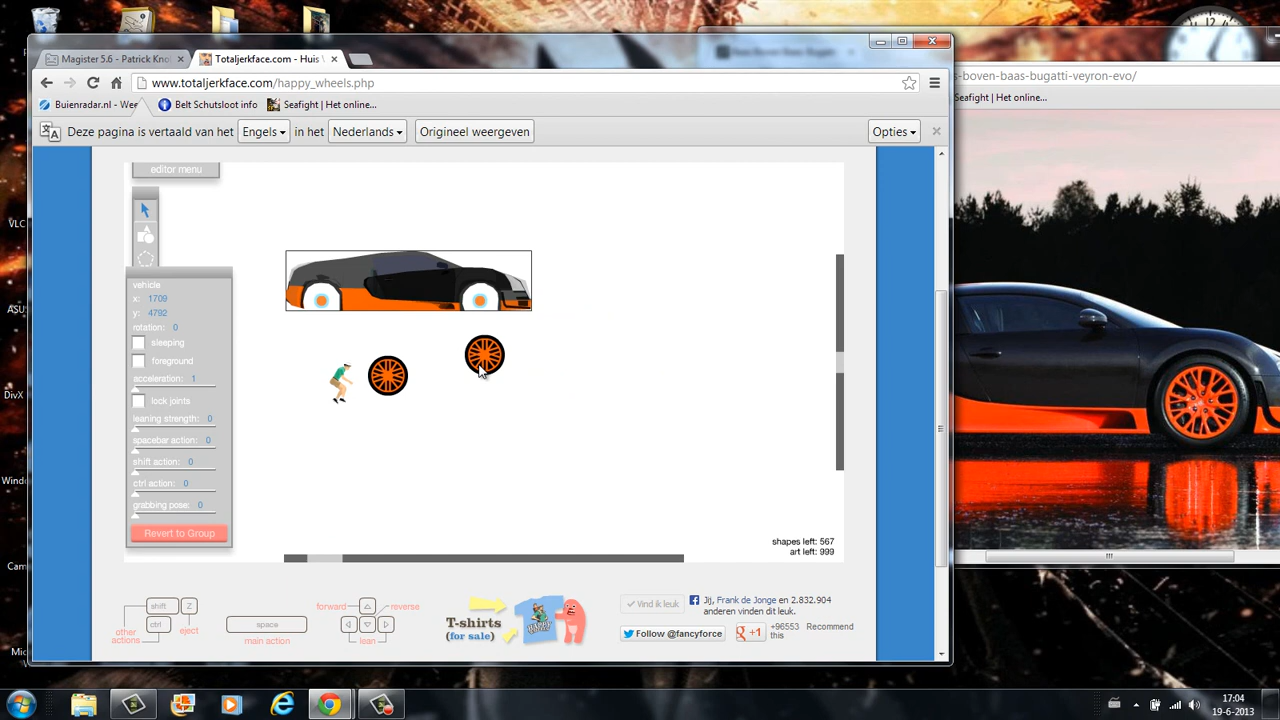 Magister 5.6 - Patrick Kno
Totaljerkface.com - Huis
www.totaljerkface.com/happy_wheels.php
s-boven-baas-bugatti-veyron-evo/
Buienradar.nl - Wee
Belt Schutsloot info
Seafight | Het online...
Seafight | Het online...
Deze pagina is vertaald van het
Engels
in het
Nederlands
Origineel weergeven
Opties
editor menu
vehicle
x: 1709
y: 4792
rotation: 0
sleeping
foreground
acceleration: 1
lock joints
leaning strength: 0
spacebar action: 0
shift action: 0
ctrl action: 0
grabbing pose: 0
Revert to Group
shapes left: 567
art left: 999
VLC
ASUS
DivX
Windo
Cam
Mic
shift
Z
ctrl
eject
other
actions
space
main action
forward
reverse
lean
T-shirts
(for sale)
Vind ik leuk
Jij, Frank de Jonge en 2.832.904
anderen vinden dit leuk.
Follow @fancyforce
g +1
+96553 Recommend
this
17:04
19-6-2013